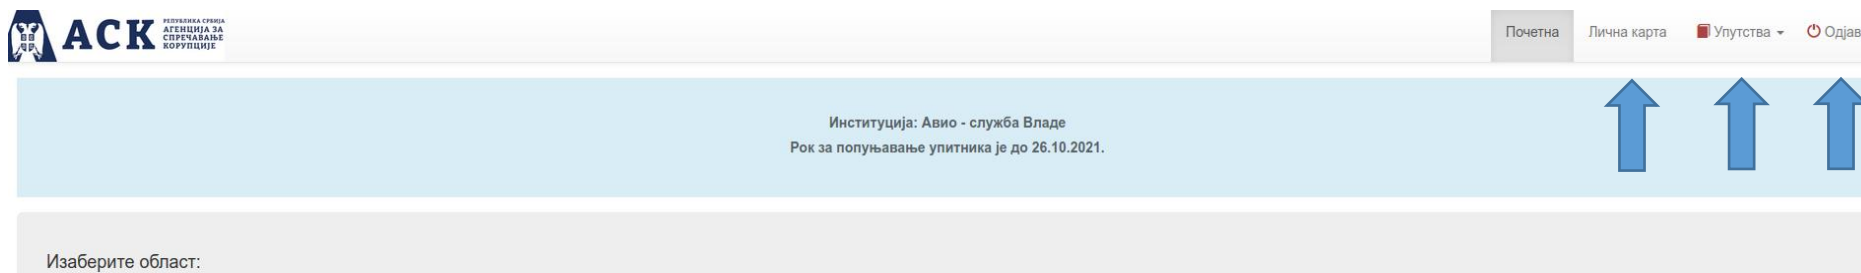 АСК
РЕПУБЛИКА СРБИЈА
АГЕНЦИЈА ЗА
СПРЕЧАВАЊЕ
КОРУПЦИЈЕ
Почетна Лична карта Упутства Одјав
Институција: Авио - служба Владе
Рок за попуњавање упитника је до 26.10.2021.
Изаберите област: